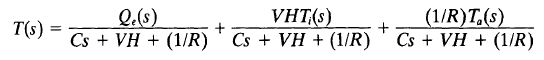 T(s) = Q_e(s) / (Cs + VH + (1/R)) + VHT_i(s) / (Cs + VH + (1/R)) + (1/R)T_a(s) / (Cs + VH + (1/R))